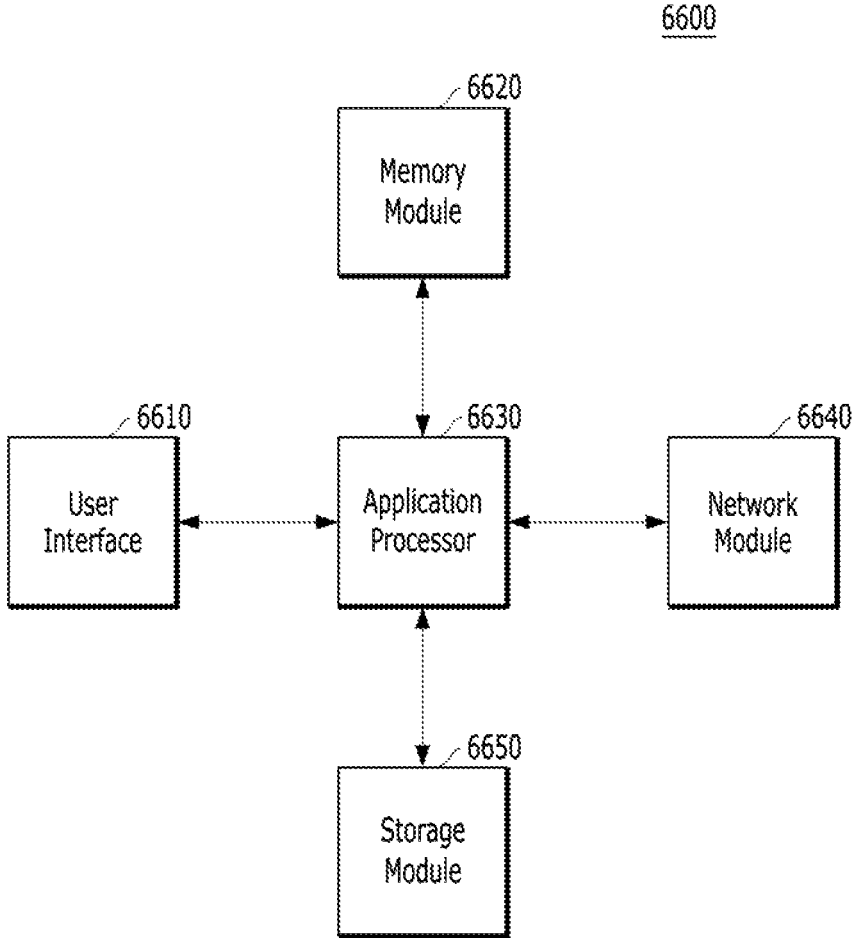 6600
6620
Memory
Module
6610
User
Interface
6630
Application
Processor
6640
Network
Module
6650
Storage
Module